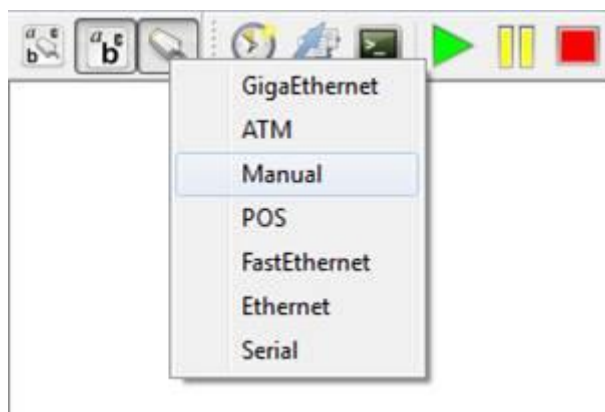 a c
b
a c
b
>_
GigaEthernet
ATM
Manual
POS
FastEthernet
Ethernet
Serial